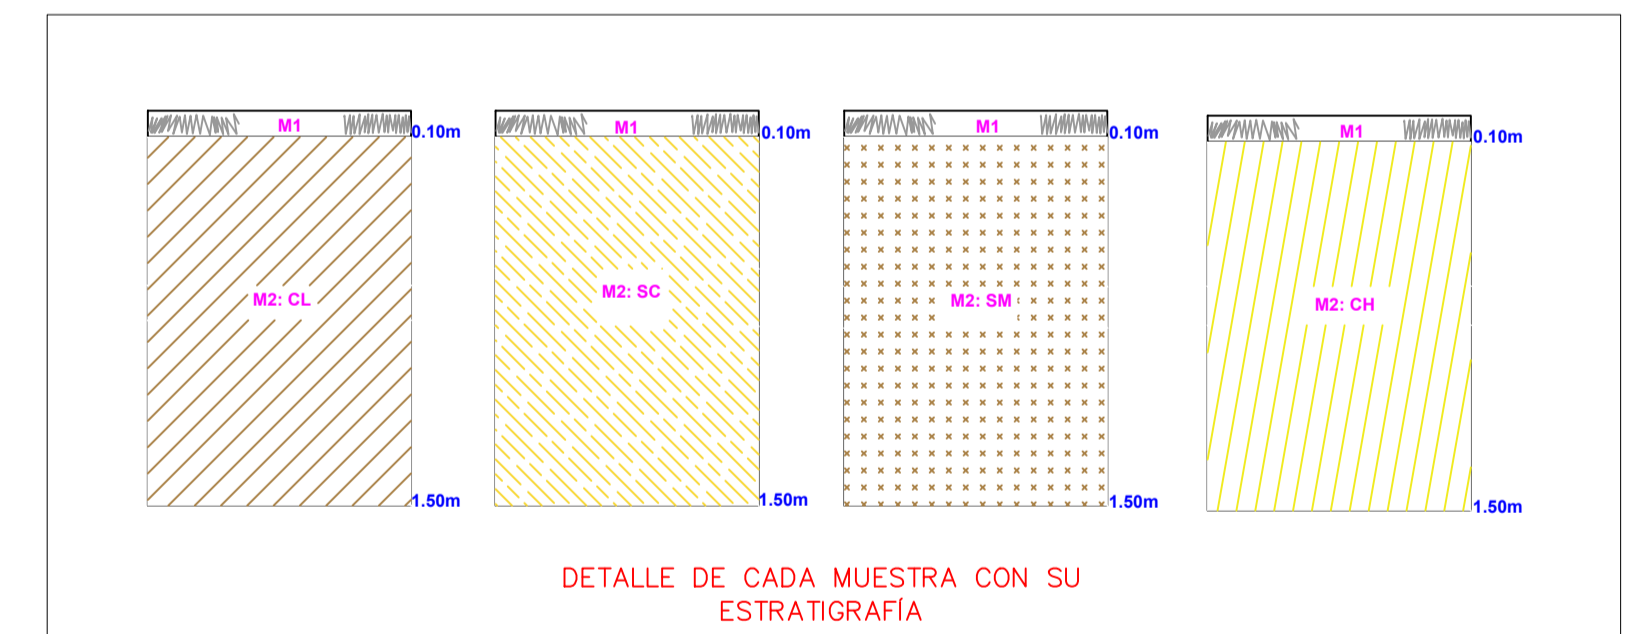 M1
0.10m
M2: CL
1.50m
M1
0.10m
M2: SC
1.50m
M1
0.10m
M2: SM
1.50m
M1
0.10m
M2: CH
1.50m
DETALLE DE CADA MUESTRA CON SU
ESTRATIGRAFÍA